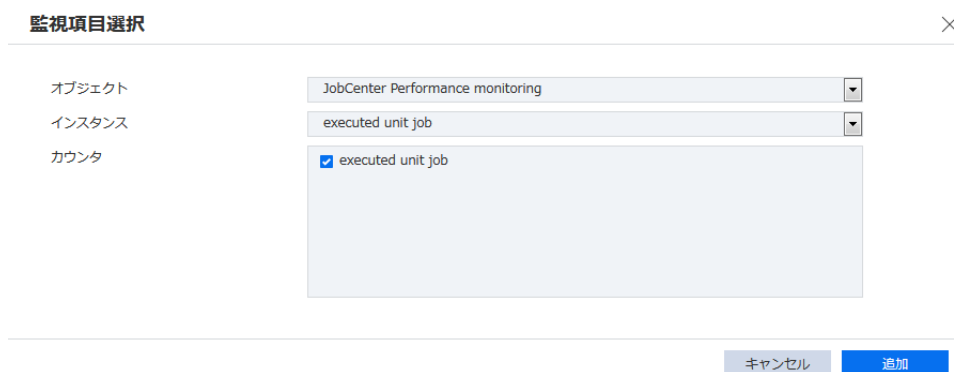 監視項目選択
オブジェクト JobCenter Performance monitoring
インスタンス executed unit job
カウンタ executed unit job
キャンセル 追加